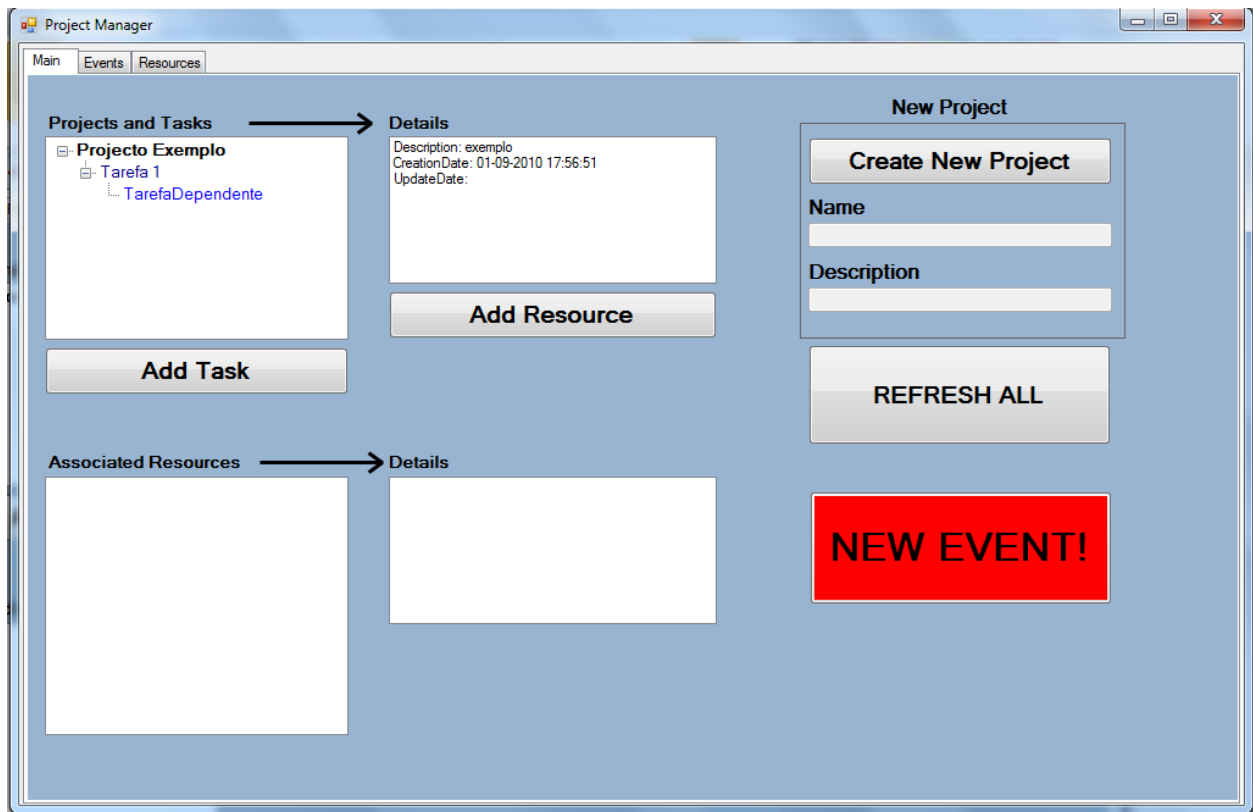 Project Manager
Main Events Resources
Projects and Tasks
Projecto Exemplo
Tarefa 1
TarefaDependente
Add Task
Details
Description: exemplo
CreationDate: 01-09-2010 17:56:51
UpdateDate:
Add Resource
New Project
Create New Project
Name
Description
REFRESH ALL
Associated Resources
Details
NEW EVENT!